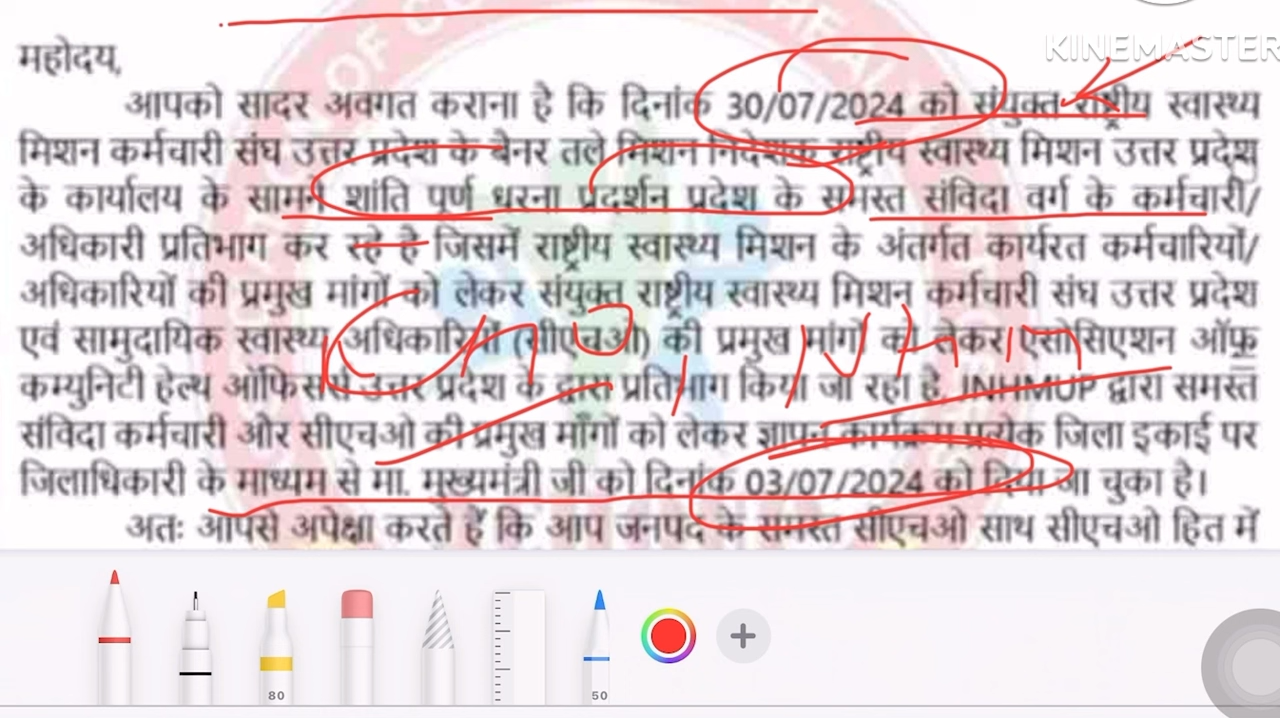 KINEMASTER
महोदय,
आपको सादर अवगत कराना है कि दिनांक 30/07/2024 को संयुक्त राष्ट्रीय स्वास्थ्य
मिशन कर्मचारी संघ उत्तर प्रदेश के बैनर तले मिशन निदेशक राष्ट्रीय स्वास्थ्य मिशन उत्तर प्रदेश
के कार्यालय के सामने शांति पूर्ण धरना प्रदर्शन प्रदेश के समस्त संविदा वर्ग के कर्मचारी/
अधिकारी प्रतिभाग कर रहे है जिसमें राष्ट्रीय स्वास्थ्य मिशन के अंतर्गत कार्यरत कर्मचारियों/
अधिकारियों की प्रमुख मांगों को लेकर संयुक्त राष्ट्रीय स्वास्थ्य मिशन कर्मचारी संघ उत्तर प्रदेश
एवं सामुदायिक स्वास्थ्य अधिकारियों (सीएचओ) की प्रमुख मांगों को लेकर एसोसिएशन ऑफ़
CHO, NHM
कम्युनिटी हेल्थ ऑफिसर्स उत्तर प्रदेश के द्वारा प्रतिभाग किया जा रहा है, JNHMUP द्वारा समस्त
संविदा कर्मचारी और सीएचओ की प्रमुख माँगों को लेकर ज्ञापन कार्यक्रम प्रत्येक जिला इकाई पर
जिलाधिकारी के माध्यम से मा. मुख्यमंत्री जी को दिनांक 03/07/2024 को दिया जा चुका है।
अतः आपसे अपेक्षा करते हैं कि आप जनपद के समस्त सीएचओ साथ सीएचओ हित में
80
50